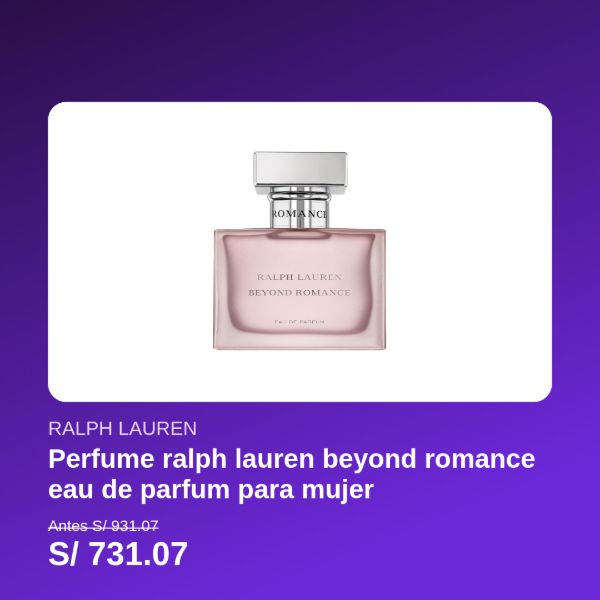 ROMANCE
RALPH LAUREN
BEYOND ROMANCE
EAU DE PARFUM
RALPH LAUREN
Perfume ralph lauren beyond romance
eau de parfum para mujer
Antes S/ 931.07
S/ 731.07